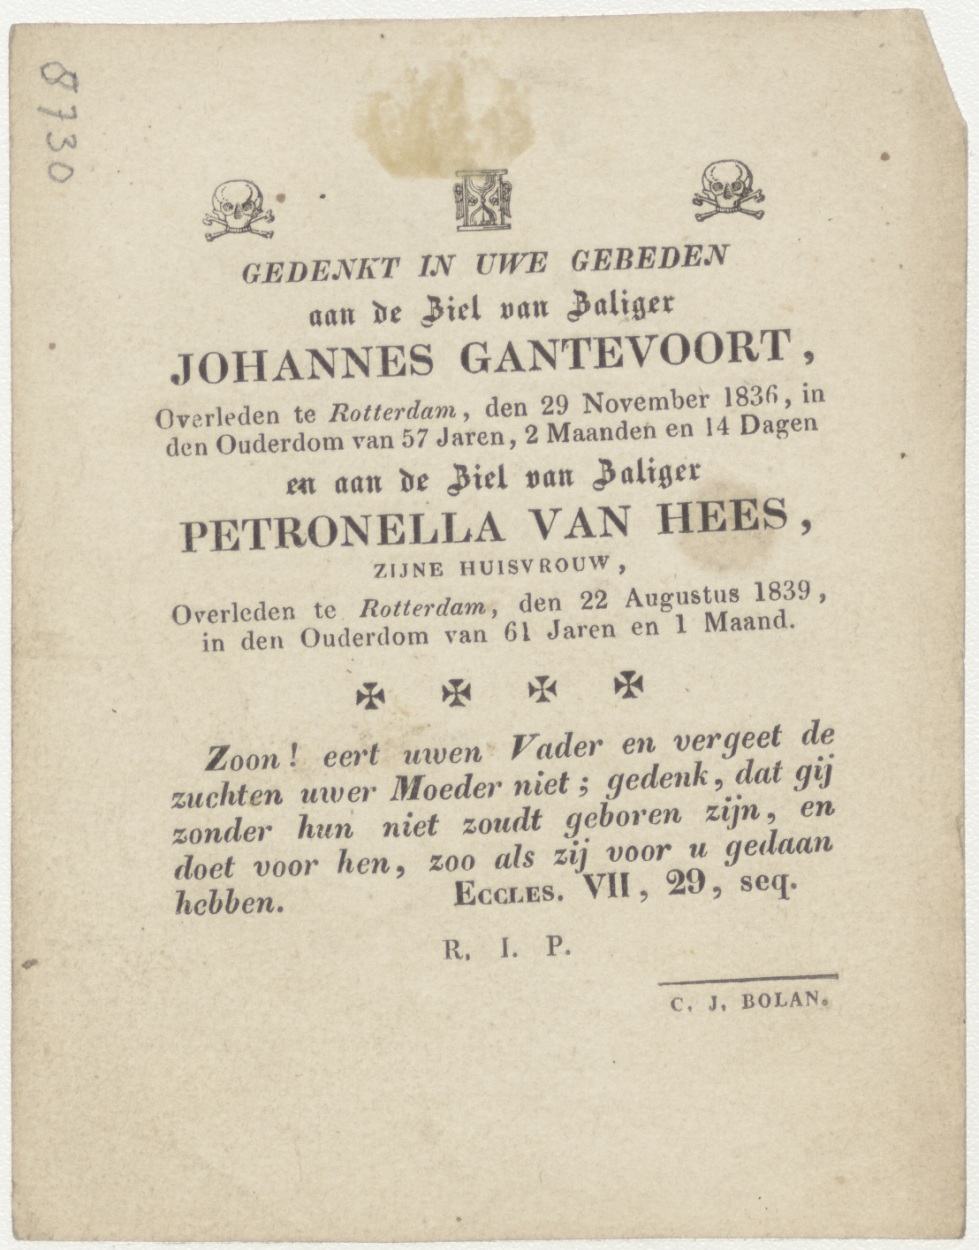 8730
GEDENKT IN UWE GEBEDEN
aan de Ziel van Zaliger
JOHANNES GANTEVOORT,
Overleden te Rotterdam, den 29 November 1836, in
den Ouderdom van 57 Jaren, 2 Maanden en 14 Dagen
en aan de Ziel van Zaliger
PETRONELLA VAN HEES,
ZIJNE HUISVROUW,
Overleden te Rotterdam, den 22 Augustus 1839,
in den Ouderdom van 61 Jaren en 1 Maand.
Zoon! eert uwen Vader en vergeet de
zuchten uwer Moeder niet; gedenk, dat gij
zonder hun niet zoudt geboren zijn, en
doet voor hen, zoo als zij voor u gedaan
hebben. ECCLES. VII, 29, seq.
R. I. P.
C. J. BOLAN.